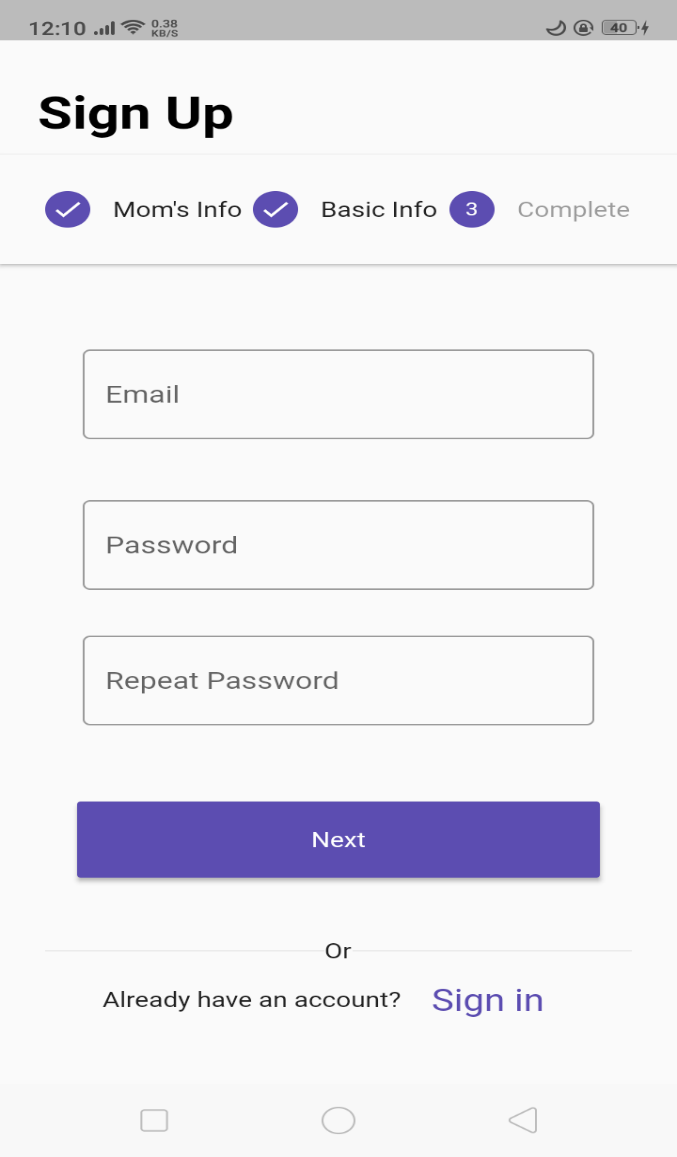 12:10 0.38 KB/S 40
Sign Up
Mom's Info Basic Info 3 Complete
Email
Password
Repeat Password
Next
Or
Already have an account? Sign in